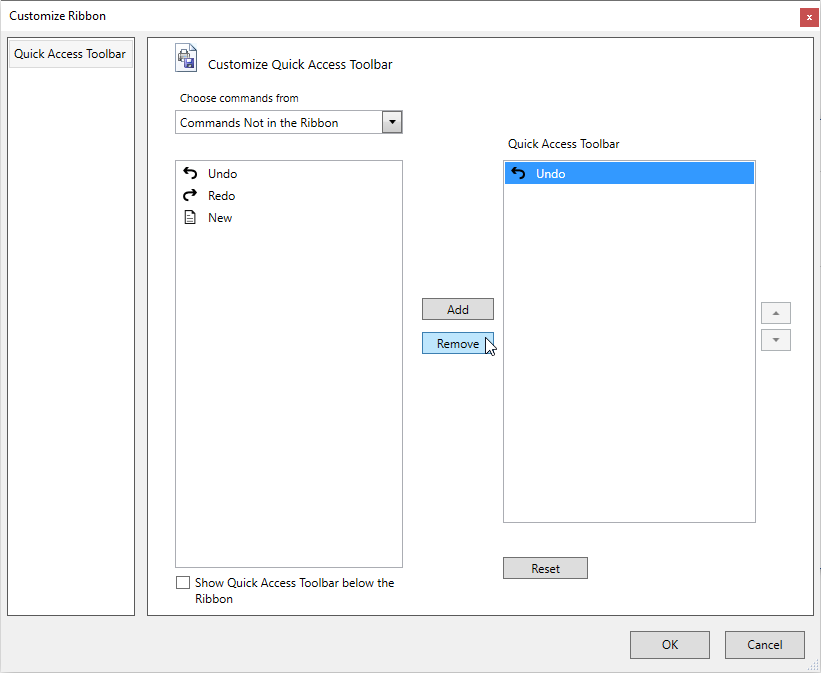 Customize Ribbon
x
Quick Access Toolbar
Customize Quick Access Toolbar
Choose commands from
Commands Not in the Ribbon
Undo
Redo
New
Show Quick Access Toolbar below the
Ribbon
Add
Remove
Quick Access Toolbar
Undo
Reset
OK
Cancel